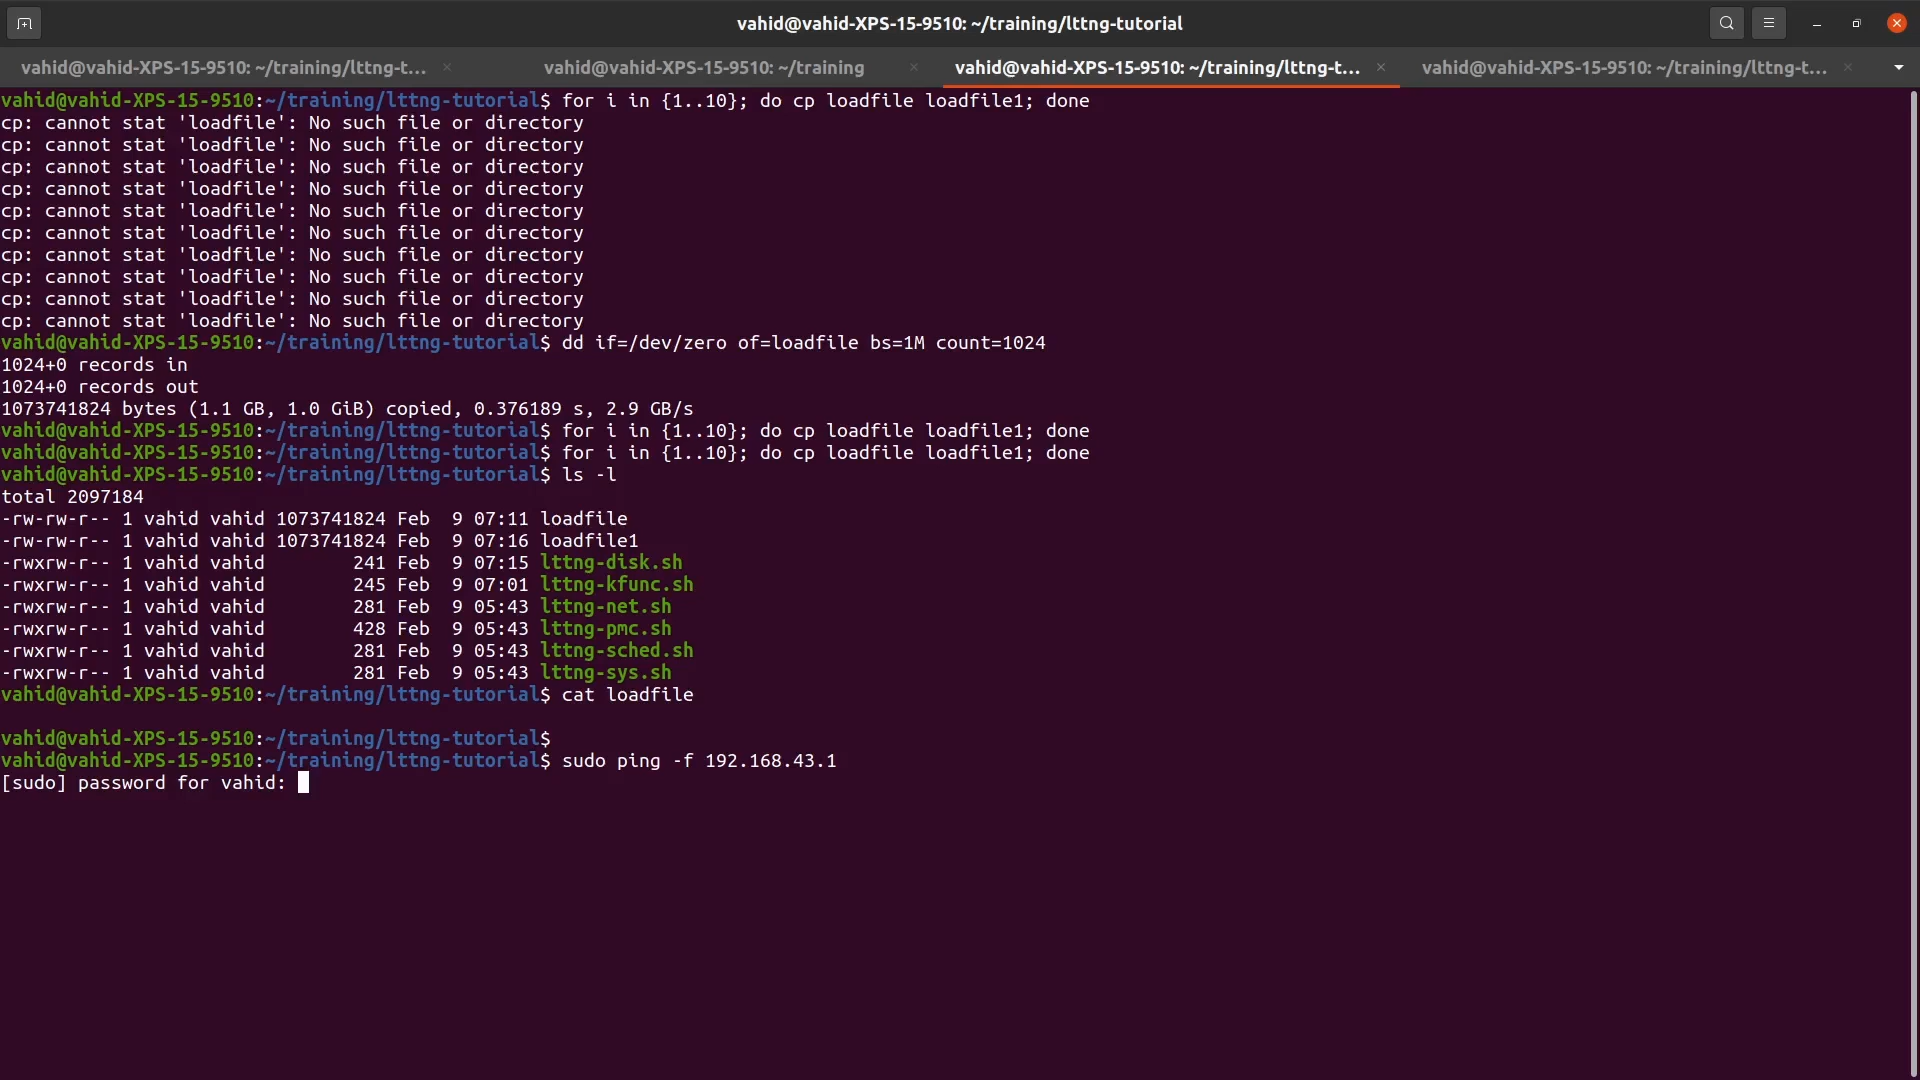 vahid@vahid-XPS-15-9510: ~/training/lttng-tutorial
vahid@vahid-XPS-15-9510: ~/training/lttng-t...
vahid@vahid-XPS-15-9510: ~/training
vahid@vahid-XPS-15-9510: ~/training/lttng-t...
vahid@vahid-XPS-15-9510: ~/training/lttng-t...
vahid@vahid-XPS-15-9510:~/training/lttng-tutorial$ for i in {1..10}; do cp loadfile loadfile1; done
cp: cannot stat 'loadfile': No such file or directory
cp: cannot stat 'loadfile': No such file or directory
cp: cannot stat 'loadfile': No such file or directory
cp: cannot stat 'loadfile': No such file or directory
cp: cannot stat 'loadfile': No such file or directory
cp: cannot stat 'loadfile': No such file or directory
cp: cannot stat 'loadfile': No such file or directory
cp: cannot stat 'loadfile': No such file or directory
cp: cannot stat 'loadfile': No such file or directory
cp: cannot stat 'loadfile': No such file or directory
vahid@vahid-XPS-15-9510:~/training/lttng-tutorial$ dd if=/dev/zero of=loadfile bs=1M count=1024
1024+0 records in
1024+0 records out
1073741824 bytes (1.1 GB, 1.0 GiB) copied, 0.376189 s, 2.9 GB/s
vahid@vahid-XPS-15-9510:~/training/lttng-tutorial$ for i in {1..10}; do cp loadfile loadfile1; done
vahid@vahid-XPS-15-9510:~/training/lttng-tutorial$ for i in {1..10}; do cp loadfile loadfile1; done
vahid@vahid-XPS-15-9510:~/training/lttng-tutorial$ ls -l
total 2097184
-rw-rw-r-- 1 vahid vahid 1073741824 Feb  9 07:11 loadfile
-rw-rw-r-- 1 vahid vahid 1073741824 Feb  9 07:16 loadfile1
-rwxrw-r-- 1 vahid vahid        241 Feb  9 07:15 lttng-disk.sh
-rwxrw-r-- 1 vahid vahid        245 Feb  9 07:01 lttng-kfunc.sh
-rwxrw-r-- 1 vahid vahid        281 Feb  9 05:43 lttng-net.sh
-rwxrw-r-- 1 vahid vahid        428 Feb  9 05:43 lttng-pmc.sh
-rwxrw-r-- 1 vahid vahid        281 Feb  9 05:43 lttng-sched.sh
-rwxrw-r-- 1 vahid vahid        281 Feb  9 05:43 lttng-sys.sh
vahid@vahid-XPS-15-9510:~/training/lttng-tutorial$ cat loadfile
vahid@vahid-XPS-15-9510:~/training/lttng-tutorial$
vahid@vahid-XPS-15-9510:~/training/lttng-tutorial$ sudo ping -f 192.168.43.1
[sudo] password for vahid: